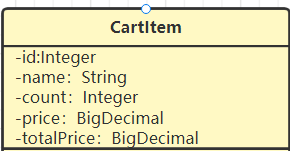 CartItem
-id:Integer
-name：String
-count：Integer
-price：BigDecimal
-totalPrice：BigDecimal